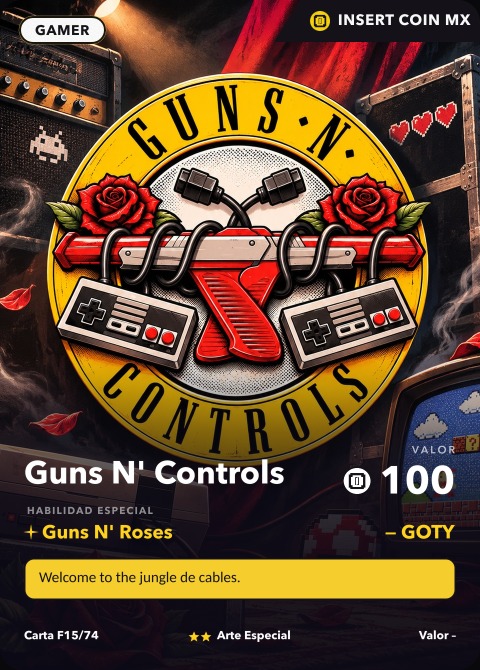 GAMER
INSERT COIN MX
GUNS·N·
CONTROLS
VALOR
Guns N' Controls
100
HABILIDAD ESPECIAL
Guns N' Roses
– GOTY
Welcome to the jungle de cables.
Carta F15/74
Arte Especial
Valor –